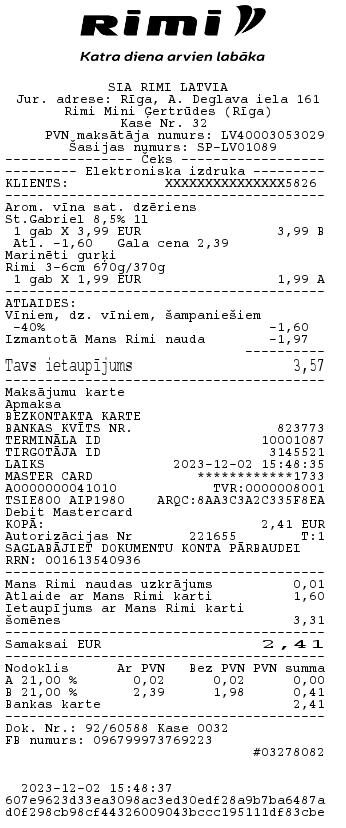 Rimi
Katra diena arvien labāka
SIA RIMI LATVIA
Jur. adrese: Rīga, A. Deglava iela 161
Rimi Mini Ģertrūdes (Rīga)
Kase Nr. 32
PVN maksātāja numurs: LV40003053029
Šasijas numurs: SP-LV01089
---------------- Čeks ----------------
--------- Elektroniska izdruka ---------
KLIENTS: XXXXXXXXXXXXXXX5826
Arom. vīna sat. dzēriens
St.Gabriel 8,5% 1l
1 gab X 3,99 EUR 3,99 B
Atl. -1,60 Gala cena 2,39
Marinēti gurķi
Rimi 3-6cm 670g/370g
1 gab X 1,99 EUR 1,99 A
ATLAIDES:
Vīniem, dz. vīniem, šampaniešiem
-40% -1,60
Izmantotā Mans Rimi nauda -1,97
Tavs ietaupījums 3,57
Maksājumu karte
Apmaksa
BEZKONTAKTA KARTE
BANKAS KVĪTS NR. 823773
TERMINĀLA ID 10001087
TIRGOTĀJA ID 3145521
LAIKS 2023-12-02 15:48:35
MASTER CARD ************1733
A0000000041010 TVR:0000008001
TSIE800 AIP1980 ARQC:8AA3C3A2C335F8EA
Debit Mastercard
KOPĀ: 2,41 EUR
Autorizācijas Nr 221655 T:1
SAGLABĀJIET DOKUMENTU KONTA PĀRBAUDEI
RRN: 001613540936
Mans Rimi naudas uzkrājums 0,01
Atlaide ar Mans Rimi karti 1,60
Ietaupījums ar Mans Rimi karti
šomēnes 3,31
Samaksai EUR 2,41
Nodoklis Ar PVN Bez PVN PVN summa
A 21,00 % 0,02 0,02 0,00
B 21,00 % 2,39 1,98 0,41
Bankas karte 2,41
Dok. Nr.: 92/60588 Kase 0032
FB numurs: 096799973769223
#03278082
2023-12-02 15:48:37
607e9623d33ea3098ac3ed30edf28a9b7ba6487a
d0f298cb98cf44326009043bccc195111df83cbe